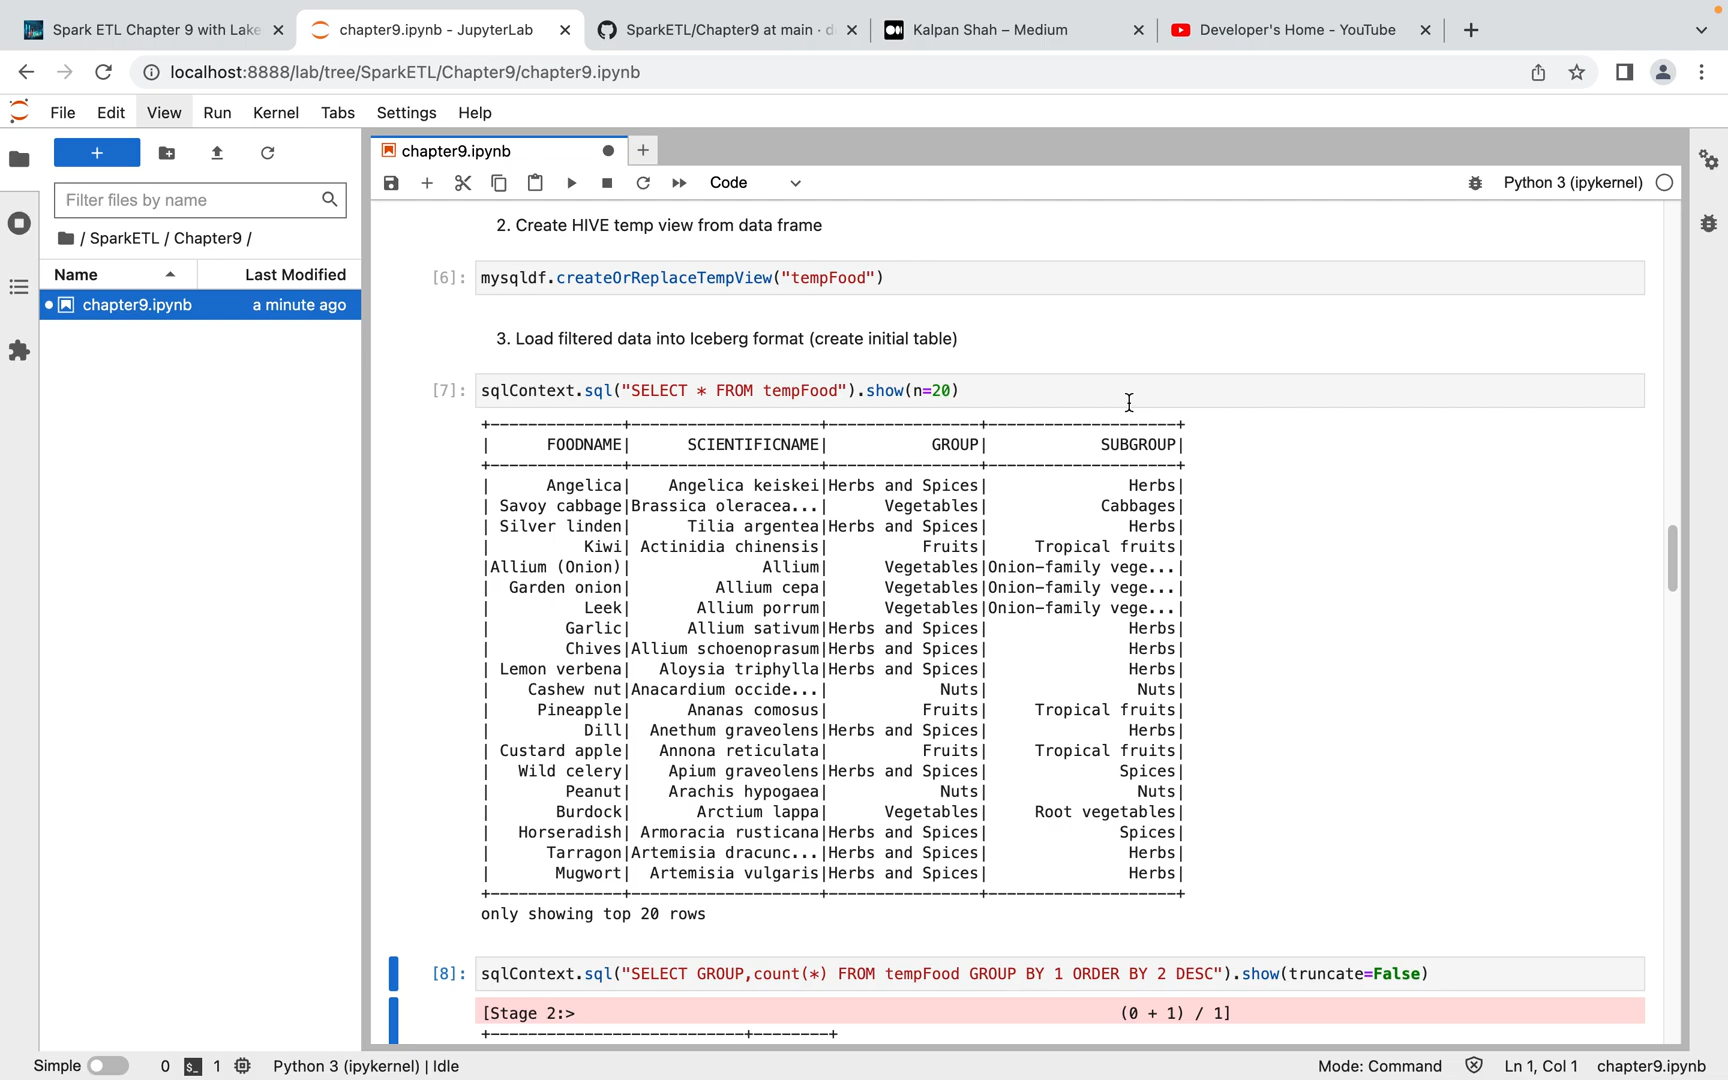 Spark ETL Chapter 9 with Lake
chapter9.ipynb - JupyterLab
SparkETL/Chapter9 at main · d
Kalpan Shah – Medium
Developer's Home - YouTube
localhost:8888/lab/tree/SparkETL/Chapter9/chapter9.ipynb
File Edit View Run Kernel Tabs Settings Help
chapter9.ipynb
Code
Python 3 (ipykernel)
Filter files by name
/ SparkETL / Chapter9 /
Name Last Modified
chapter9.ipynb a minute ago
2. Create HIVE temp view from data frame
[6]: mysqldf.createOrReplaceTempView("tempFood")
3. Load filtered data into Iceberg format (create initial table)
[7]: sqlContext.sql("SELECT * FROM tempFood").show(n=20)
+--------------+--------------------+----------------+--------------------+
| FOODNAME| SCIENTIFICNAME| GROUP| SUBGROUP|
+--------------+--------------------+----------------+--------------------+
| Angelica| Angelica keiskei|Herbs and Spices| Herbs|
| Savoy cabbage|Brassica oleracea...| Vegetables| Cabbages|
| Silver linden| Tilia argentea|Herbs and Spices| Herbs|
| Kiwi| Actinidia chinensis| Fruits| Tropical fruits|
|Allium (Onion)| Allium| Vegetables|Onion-family vege...|
| Garden onion| Allium cepa| Vegetables|Onion-family vege...|
| Leek| Allium porrum| Vegetables|Onion-family vege...|
| Garlic| Allium sativum|Herbs and Spices| Herbs|
| Chives|Allium schoenoprasum|Herbs and Spices| Herbs|
| Lemon verbena| Aloysia triphylla|Herbs and Spices| Herbs|
| Cashew nut|Anacardium occide...| Nuts| Nuts|
| Pineapple| Ananas comosus| Fruits| Tropical fruits|
| Dill| Anethum graveolens|Herbs and Spices| Herbs|
| Custard apple| Annona reticulata| Fruits| Tropical fruits|
| Wild celery| Apium graveolens|Herbs and Spices| Spices|
| Peanut| Arachis hypogaea| Nuts| Nuts|
| Burdock| Arctium lappa| Vegetables| Root vegetables|
| Horseradish| Armoracia rusticana|Herbs and Spices| Spices|
| Tarragon|Artemisia dracunc...|Herbs and Spices| Herbs|
| Mugwort| Artemisia vulgaris|Herbs and Spices| Herbs|
+--------------+--------------------+----------------+--------------------+
only showing top 20 rows
[8]: sqlContext.sql("SELECT GROUP,count(*) FROM tempFood GROUP BY 1 ORDER BY 2 DESC").show(truncate=False)
[Stage 2:> (0 + 1) / 1]
+---------------------------+--------+
Simple 0 1 Python 3 (ipykernel) | Idle Mode: Command Ln 1, Col 1 chapter9.ipynb